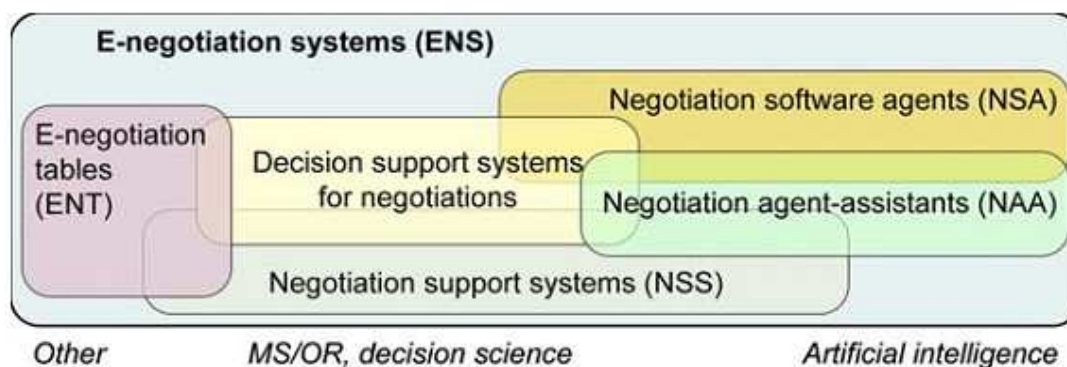 E-negotiation systems (ENS)
Negotiation software agents (NSA)
E-negotiation
tables
(ENT)
Decision support systems
for negotiations
Negotiation agent-assistants (NAA)
Negotiation support systems (NSS)
Other
MS/OR, decision science
Artificial intelligence